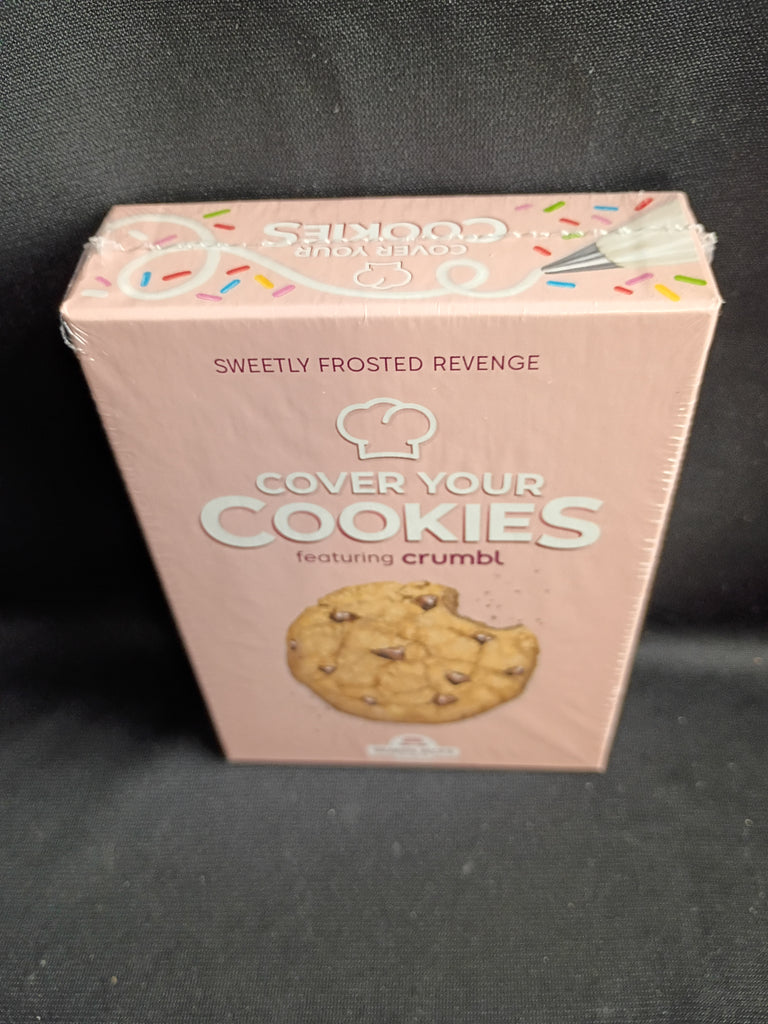 COVER YOUR
COOKIES
SWEETLY FROSTED REVENGE
COVER YOUR
COOKIES
featuring crumbl